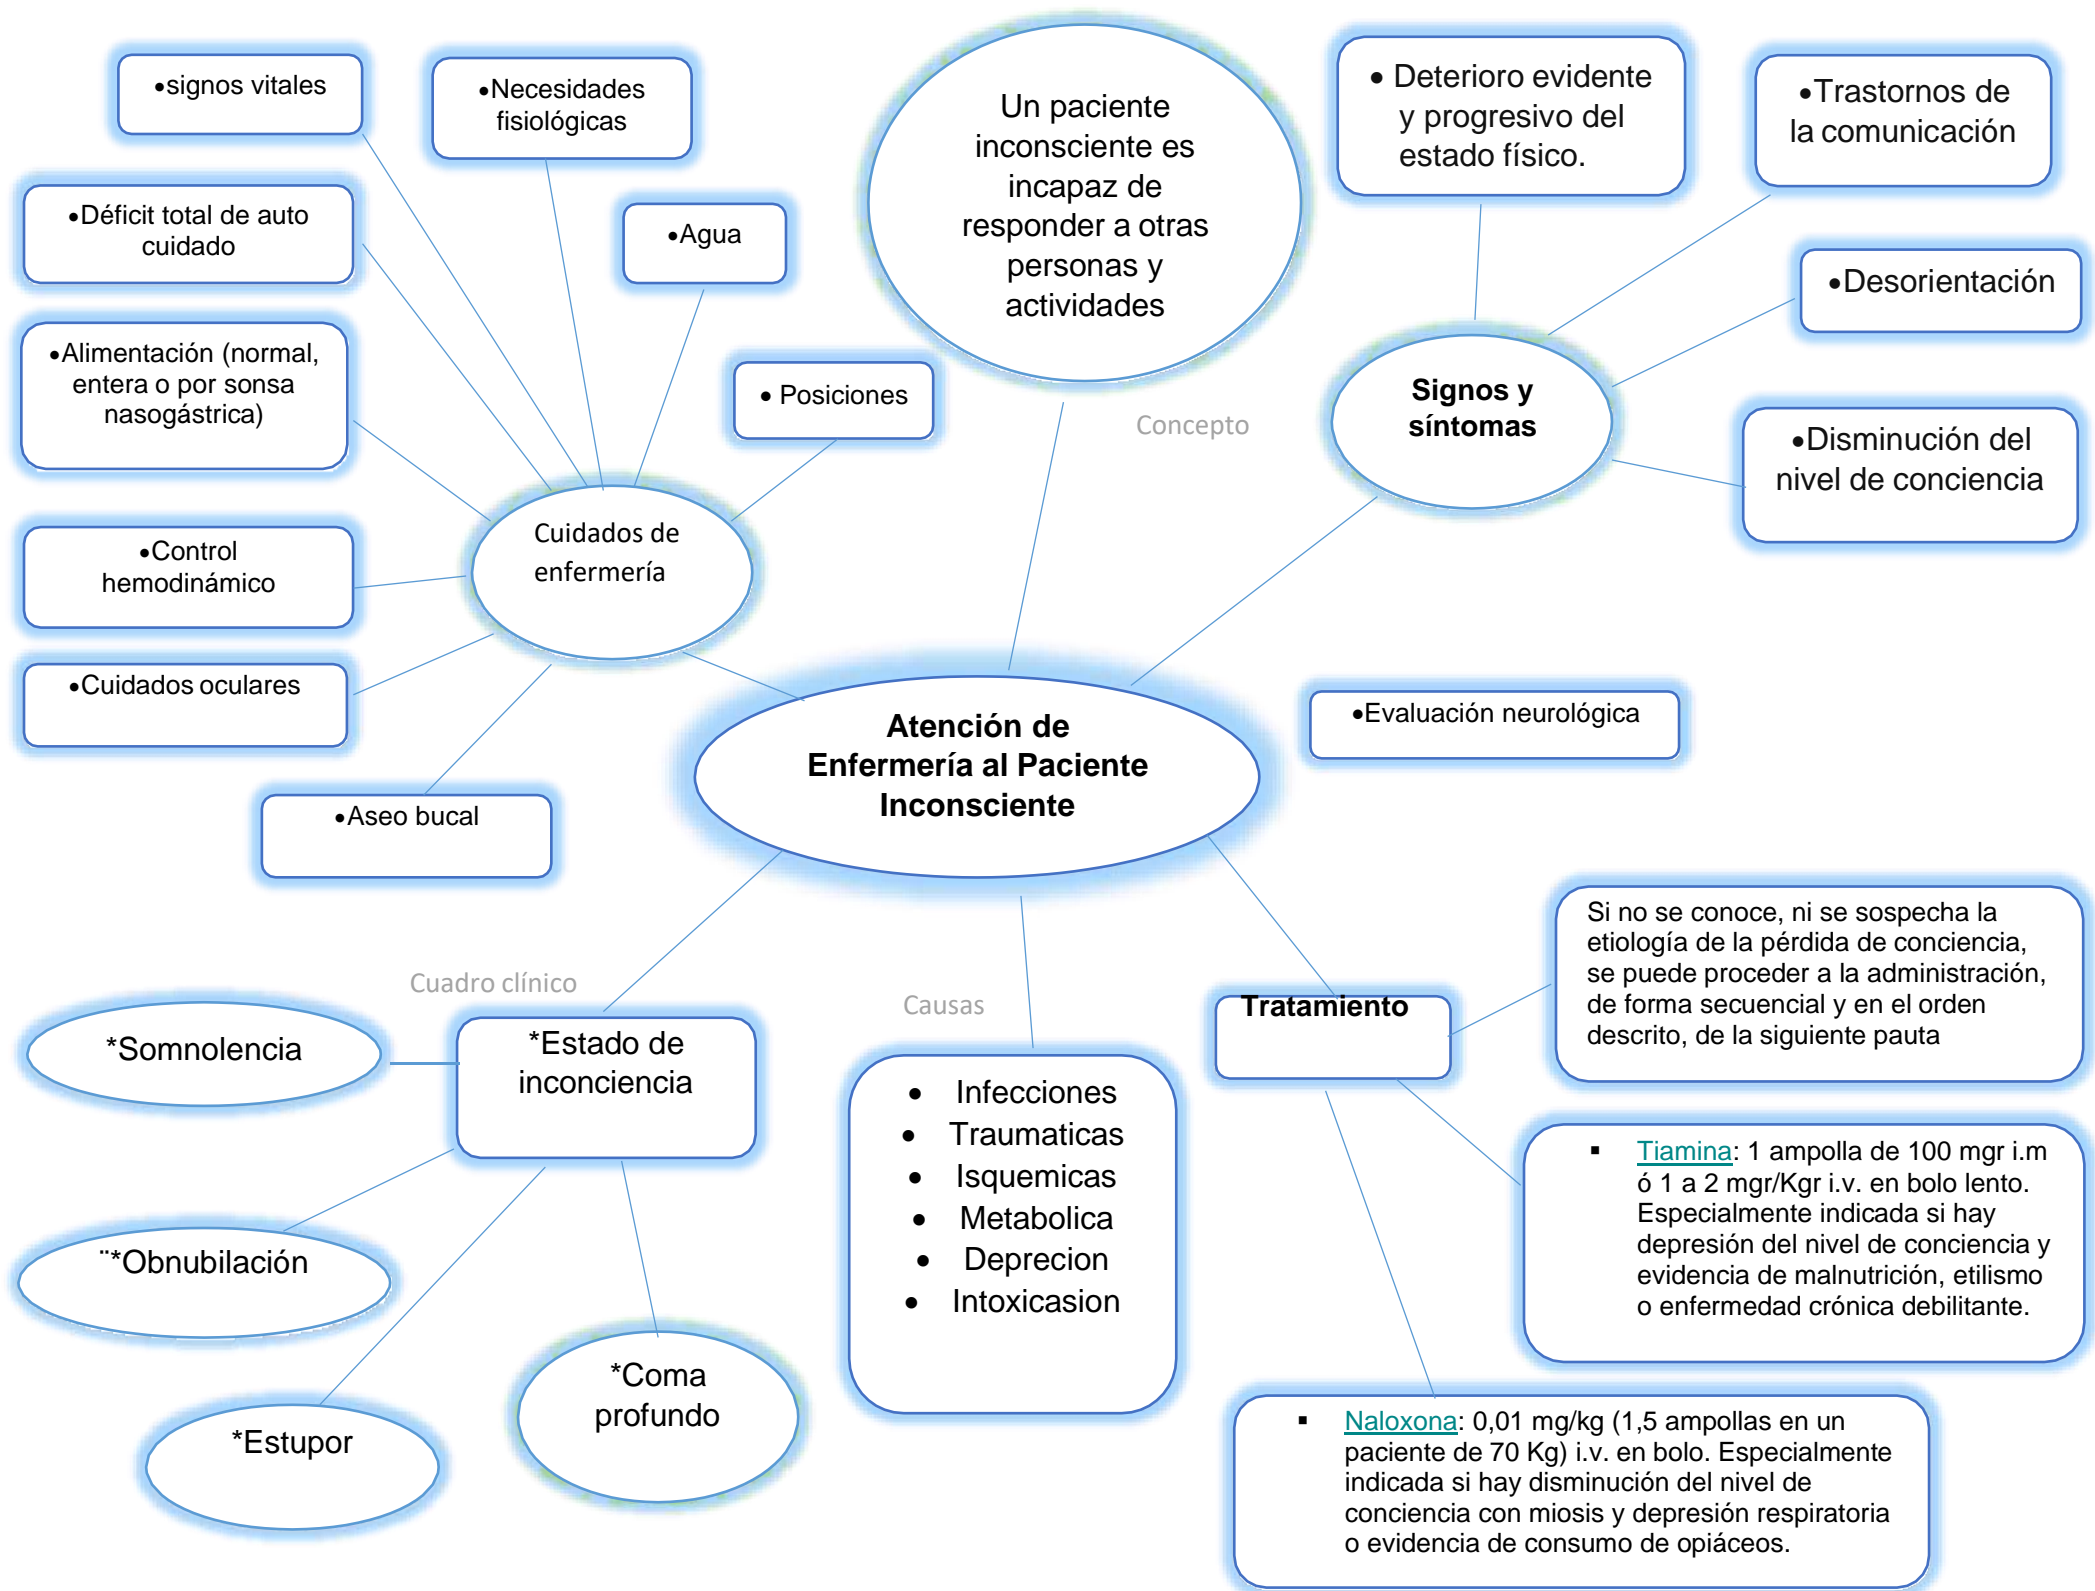 •signos vitales
•Necesidades
fisiológicas
•Déficit total de auto
cuidado
•Agua
•Alimentación (normal,
entera o por sonsa
nasogástrica)
• Posiciones
•Control
hemodinámico
Cuidados de
enfermería
•Cuidados oculares
•Aseo bucal
Un paciente
inconsciente es
incapaz de
responder a otras
personas y
actividades
Concepto
• Deterioro evidente
y progresivo del
estado físico.
•Trastornos de
la comunicación
•Desorientación
Signos y
síntomas
•Disminución del
nivel de conciencia
•Evaluación neurológica
Atención de
Enfermería al Paciente
Inconsciente
Cuadro clínico
*Somnolencia
*Estado de
inconciencia
¨*Obnubilación
*Estupor
*Coma
profundo
Causas
• Infecciones
• Traumaticas
• Isquemicas
• Metabolica
• Deprecion
• Intoxicasion
Tratamiento
Si no se conoce, ni se sospecha la
etiología de la pérdida de conciencia,
se puede proceder a la administración,
de forma secuencial y en el orden
descrito, de la siguiente pauta
▪ Tiamina: 1 ampolla de 100 mgr i.m
ó 1 a 2 mgr/Kgr i.v. en bolo lento.
Especialmente indicada si hay
depresión del nivel de conciencia y
evidencia de malnutrición, etilismo
o enfermedad crónica debilitante.
▪ Naloxona: 0,01 mg/kg (1,5 ampollas en un
paciente de 70 Kg) i.v. en bolo. Especialmente
indicada si hay disminución del nivel de
conciencia con miosis y depresión respiratoria
o evidencia de consumo de opiáceos.